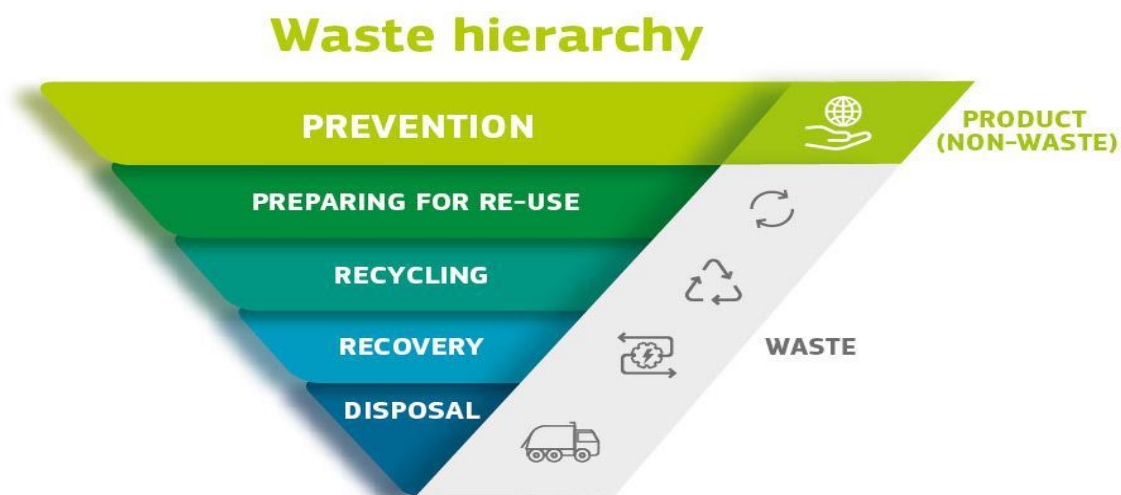 Waste hierarchy
PREVENTION
PRODUCT
(NON-WASTE)
PREPARING FOR RE-USE
RECYCLING
RECOVERY
WASTE
DISPOSAL